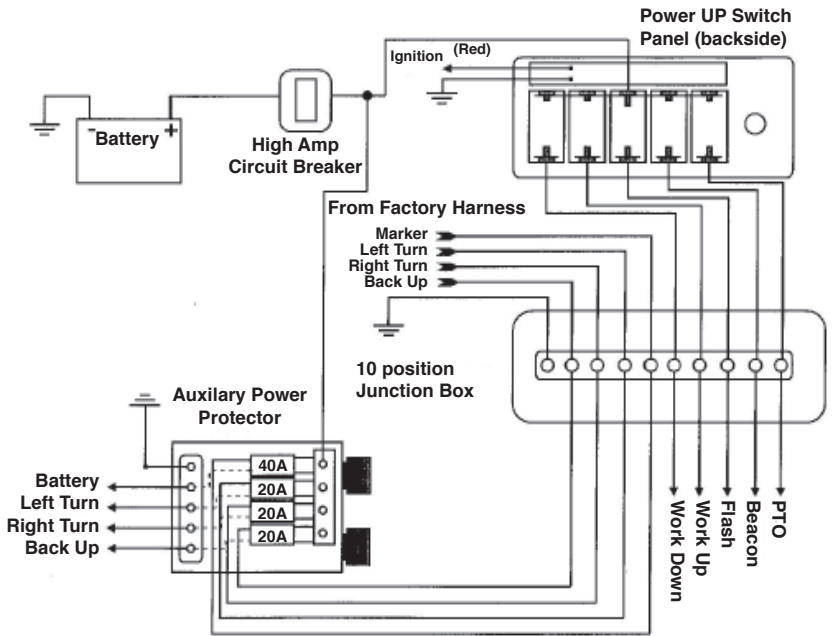 Power UP Switch
Panel (backside)
Ignition
(Red)
- Battery +
High Amp
Circuit Breaker
From Factory Harness
Marker
Left Turn
Right Turn
Back Up
10 position
Junction Box
Auxilary Power
Protector
40A
20A
20A
20A
Battery
Left Turn
Right Turn
Back Up
Work Down
Work Up
Flash
Beacon
PTO